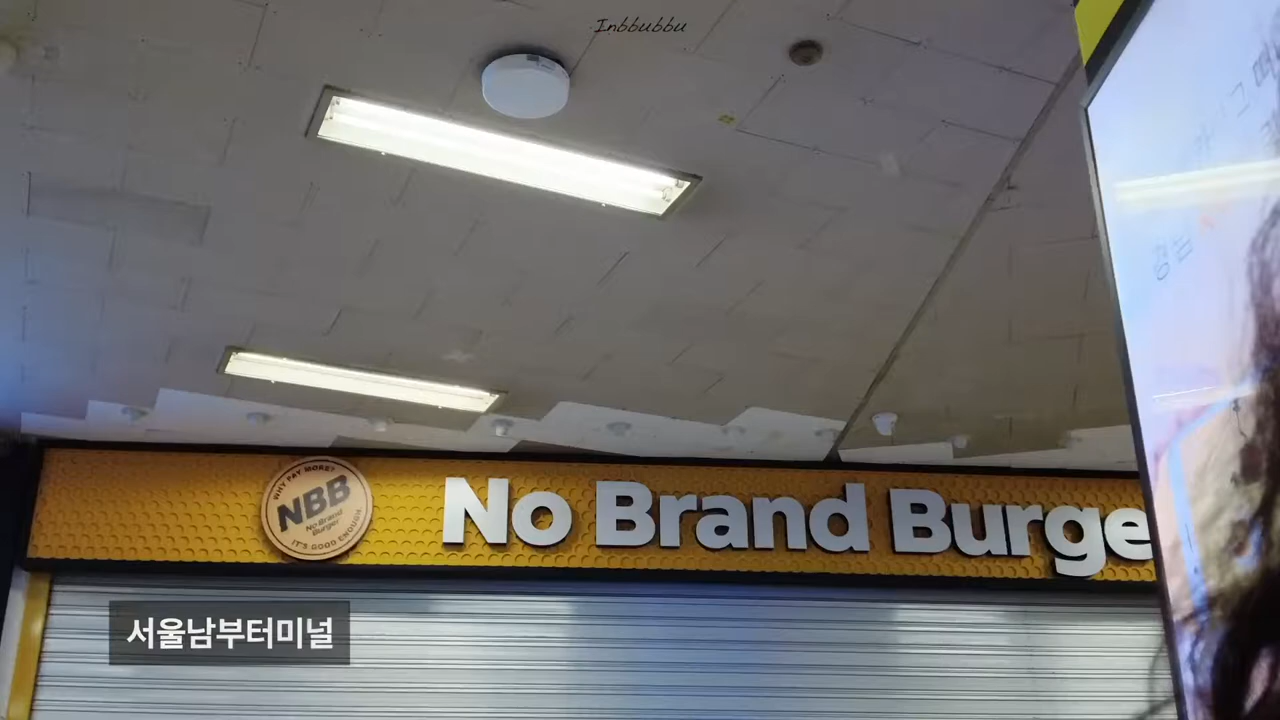 Inbbubbu
WHY PAY MORE?
NBB
No Brand
Burger
IT'S GOOD ENOUGH.
No Brand Burge
서울남부터미널